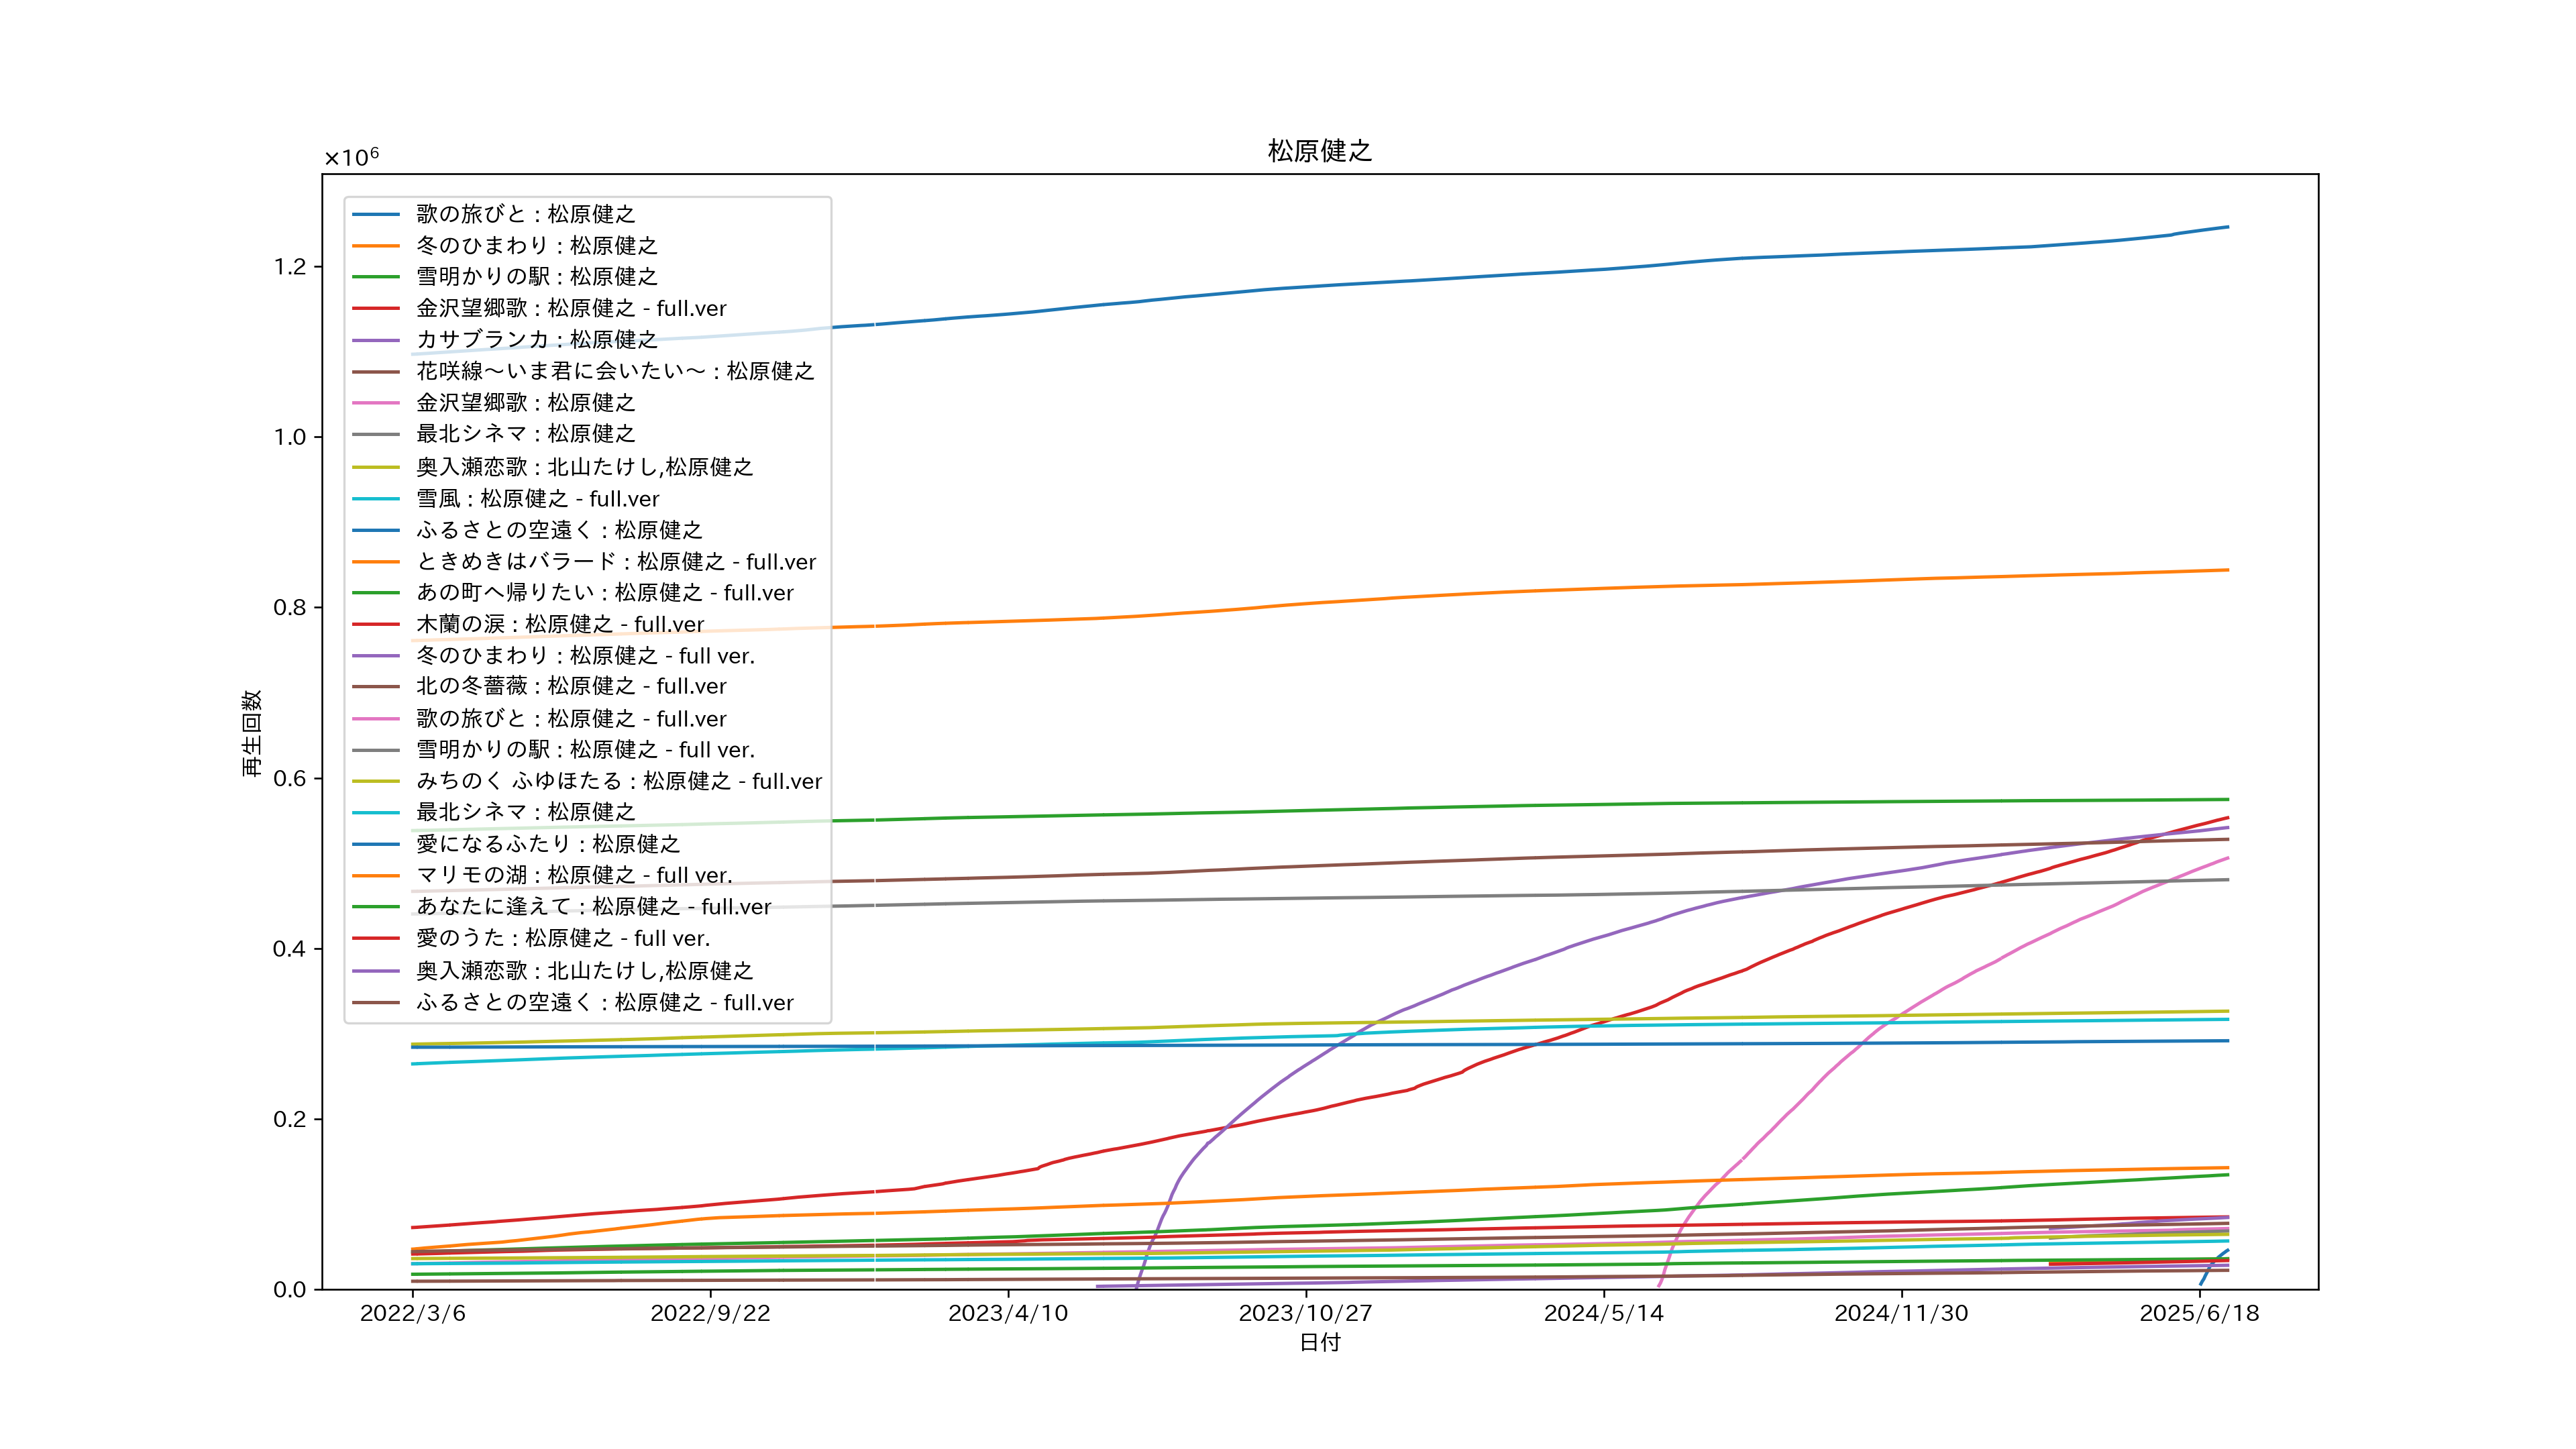 松原健之
×10⁶
歌の旅びと : 松原健之
冬のひまわり : 松原健之
雪明かりの駅 : 松原健之
金沢望郷歌 : 松原健之 - full.ver
カサブランカ : 松原健之
花咲線〜いま君に会いたい〜 : 松原健之
金沢望郷歌 : 松原健之
最北シネマ : 松原健之
奥入瀬恋歌 : 北山たけし,松原健之
雪風 : 松原健之 - full.ver
ふるさとの空遠く : 松原健之
ときめきはバラード : 松原健之 - full.ver
あの町へ帰りたい : 松原健之 - full.ver
木蘭の涙 : 松原健之 - full.ver
冬のひまわり : 松原健之 - full ver.
北の冬薔薇 : 松原健之 - full.ver
歌の旅びと : 松原健之 - full.ver
雪明かりの駅 : 松原健之 - full ver.
みちのく ふゆほたる : 松原健之 - full.ver
最北シネマ : 松原健之
愛になるふたり : 松原健之
マリモの湖 : 松原健之 - full ver.
あなたに逢えて : 松原健之 - full.ver
愛のうた : 松原健之 - full ver.
奥入瀬恋歌 : 北山たけし,松原健之
ふるさとの空遠く : 松原健之 - full.ver
1.2
1.0
0.8
0.6
0.4
0.2
0.0
再生回数
2022/3/6 2022/9/22 2023/4/10 2023/10/27 2024/5/14 2024/11/30 2025/6/18
日付